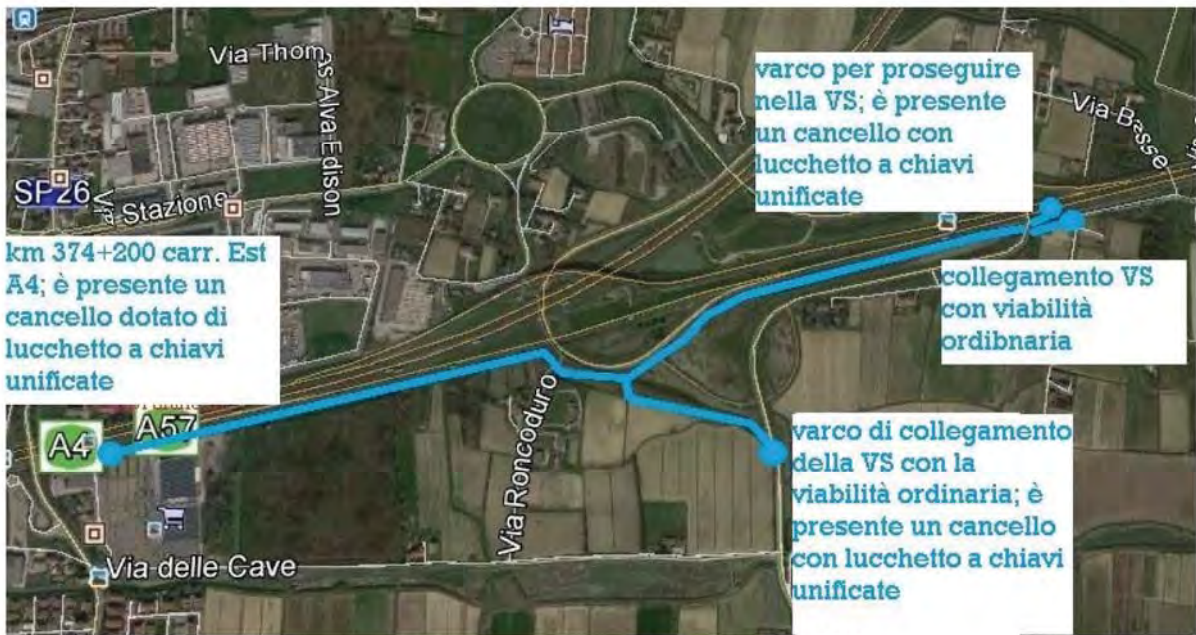 Via Thomas Alva Edison
varco per proseguire
nella VS; è presente
un cancello con
lucchetto a chiavi
unificate
Via Basse
SP 26
Via Stazione
km 374+200 carr. Est
A4; è presente un
cancello dotato di
lucchetto a chiavi
unificate
collegamento VS
con viabilità
ordibnaria
A4
A57
Via Roncoduro
varco di collegamento
della VS con la
viabilità ordinaria; è
presente un cancello
con lucchetto a chiavi
unificate
Via delle Cave